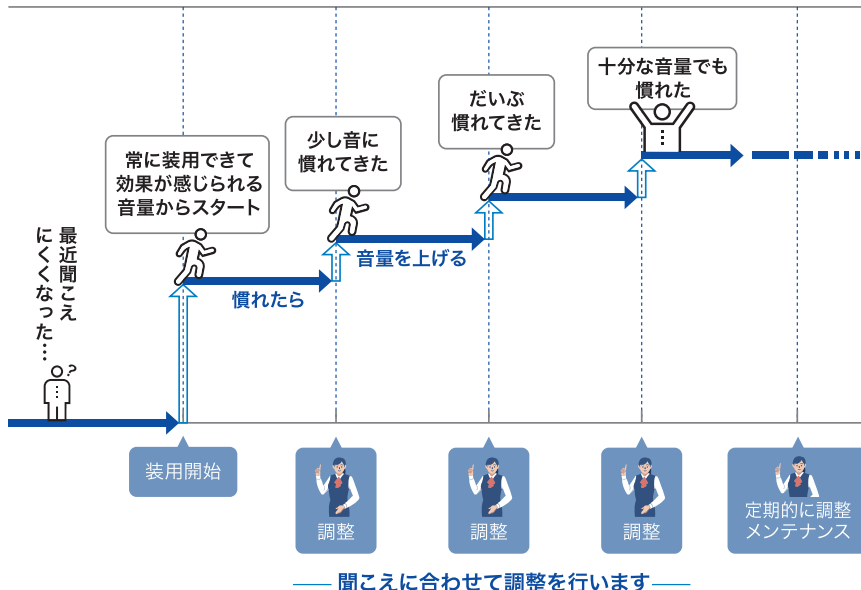 最近聞こえ
にくくなった…
?
常に装用できて
効果が感じられる
音量からスタート
少し音に
慣れてきた
だいぶ
慣れてきた
十分な音量でも
慣れた
慣れたら
音量を上げる
装用開始
調整
調整
調整
定期的に調整
メンテナンス
聞こえに合わせて調整を行います